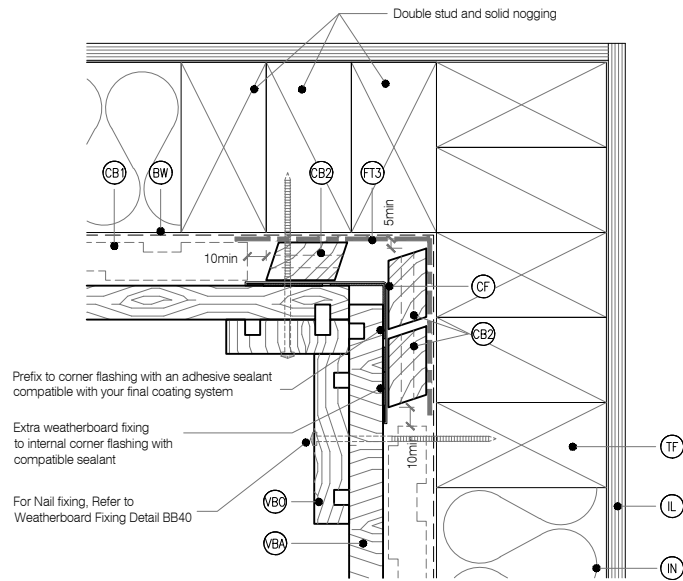 Double stud and solid nogging
CB1
BW
CB2
FT3
5min
10min
CF
CB2
Prefix to corner flashing with an adhesive sealant
compatible with your final coating system
Extra weatherboard fixing
to internal corner flashing with
compatible sealant
10min
TF
For Nail fixing, Refer to
Weatherboard Fixing Detail BB40
VBO
IL
VBA
IN